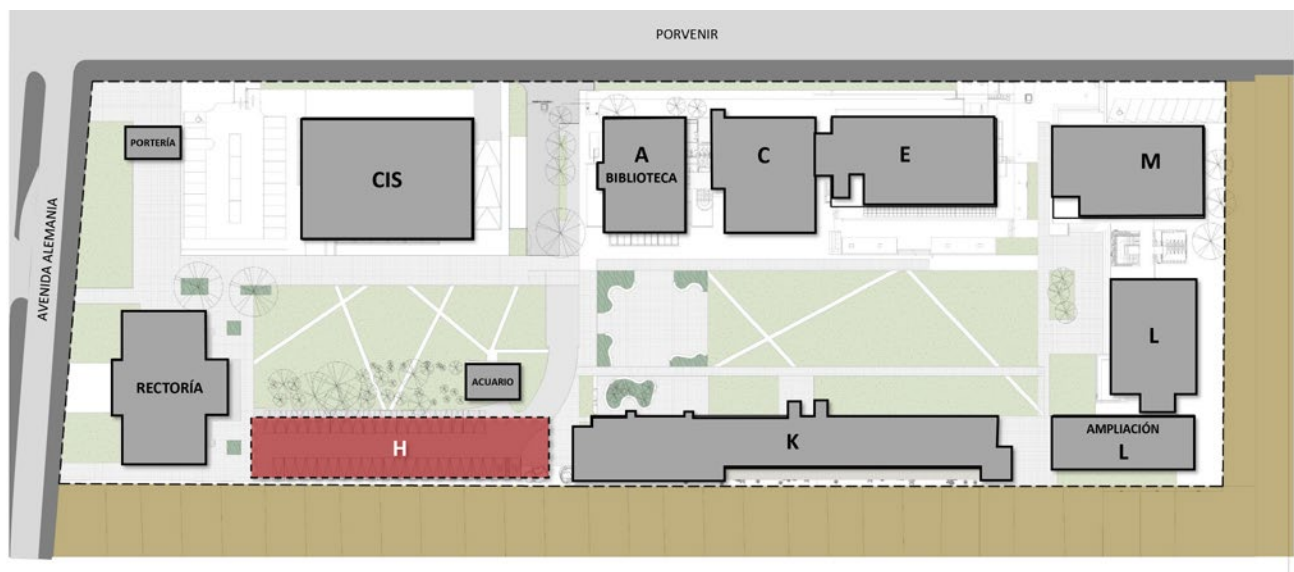 PORVENIR
AVENIDA ALEMANIA
PORTERÍA
CIS
A
BIBLIOTECA
C
E
M
RECTORÍA
ACUARIO
H
K
L
AMPLIACIÓN
L